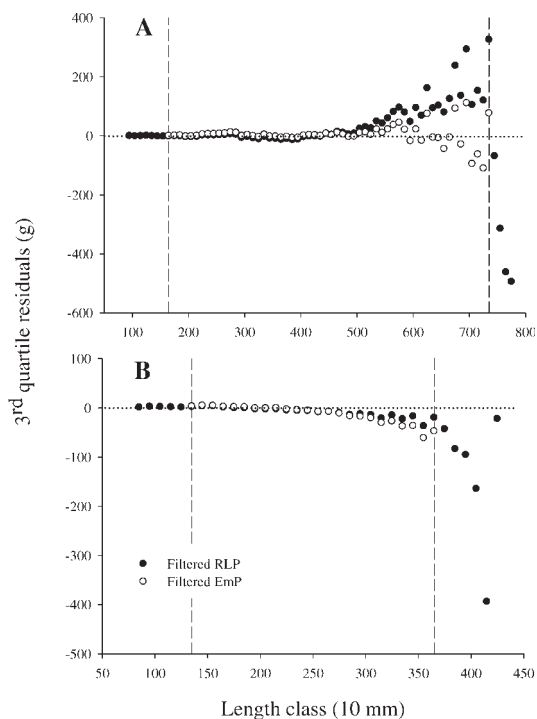 A
400
200
0
-200
-400
-600
100 200 300 400 500 600 700 800
3rd quartile residuals (g)
B
100
0
-100
-200
-300
-400
-500
Filtered RLP
Filtered EmP
50 100 150 200 250 300 350 400 450
Length class (10 mm)